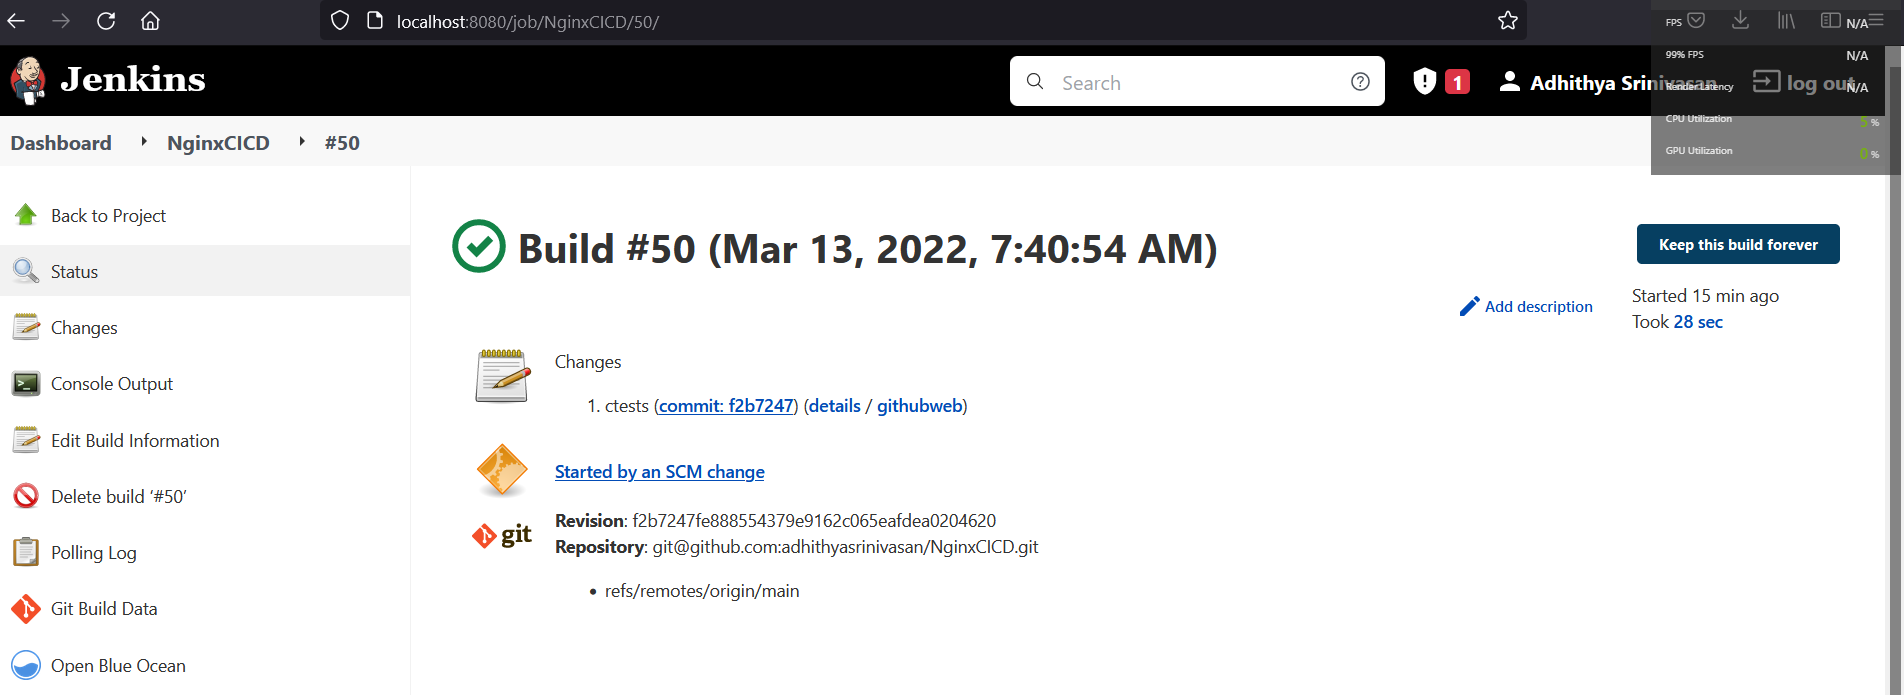 localhost:8080/job/NginxCICD/50/
FPS N/A
99% FPS N/A
Render Latency N/A
CPU Utilization 5 %
GPU Utilization 0 %
Jenkins
Search
1
Adhithya Srinivasan
log out
Dashboard NginxCICD #50
Back to Project
Status
Changes
Console Output
Edit Build Information
Delete build ‘#50’
Polling Log
Git Build Data
Open Blue Ocean
Build #50 (Mar 13, 2022, 7:40:54 AM)
Keep this build forever
Add description
Started 15 min ago
Took 28 sec
Changes
1. ctests (commit: f2b7247) (details / githubweb)
Started by an SCM change
git
Revision: f2b7247fe888554379e9162c065eafdea0204620
Repository: git@github.com:adhithyasrinivasan/NginxCICD.git
• refs/remotes/origin/main